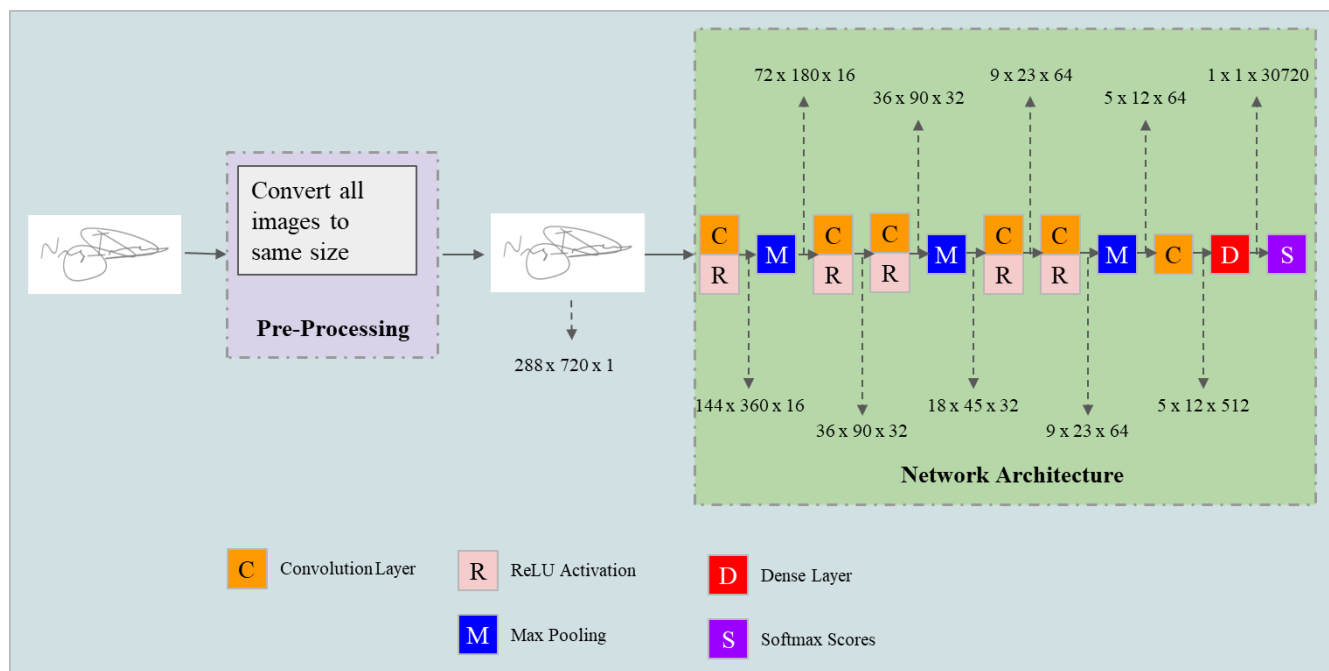 72 x 180 x 16
9 x 23 x 64
1 x 1 x 30720
36 x 90 x 32
5 x 12 x 64
Convert all
images to
same size
Pre-Processing
288 x 720 x 1
C C C C C
M M M C D S
R R R R R
144 x 360 x 16
18 x 45 x 32
5 x 12 x 512
36 x 90 x 32
9 x 23 x 64
Network Architecture
C Convolution Layer
R ReLU Activation
D Dense Layer
M Max Pooling
S Softmax Scores